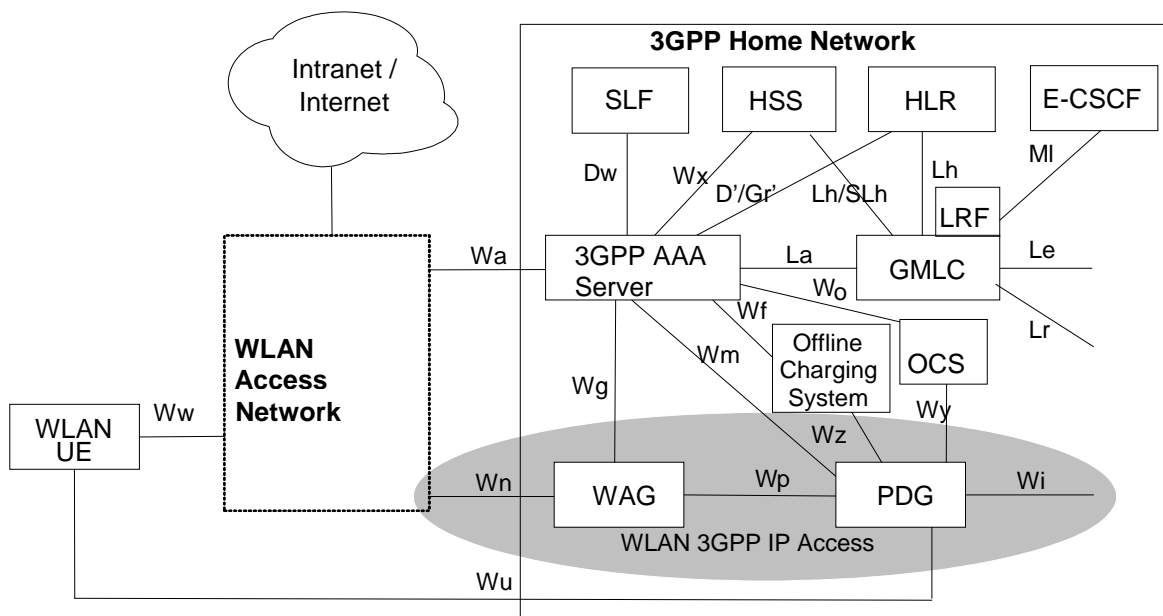 3GPP Home Network
Intranet /
Internet
SLF
HSS
HLR
E-CSCF
Dw
Wx
D’/Gr’
Lh/SLh
Lh
Ml
LRF
Wa
3GPP AAA
Server
La
GMLC
Le
Wo
Wf
Lr
WLAN
Access
Network
Wg
Wm
Offline
Charging
System
OCS
Ww
WLAN
UE
Wz
Wy
Wn
WAG
Wp
PDG
Wi
WLAN 3GPP IP Access
Wu